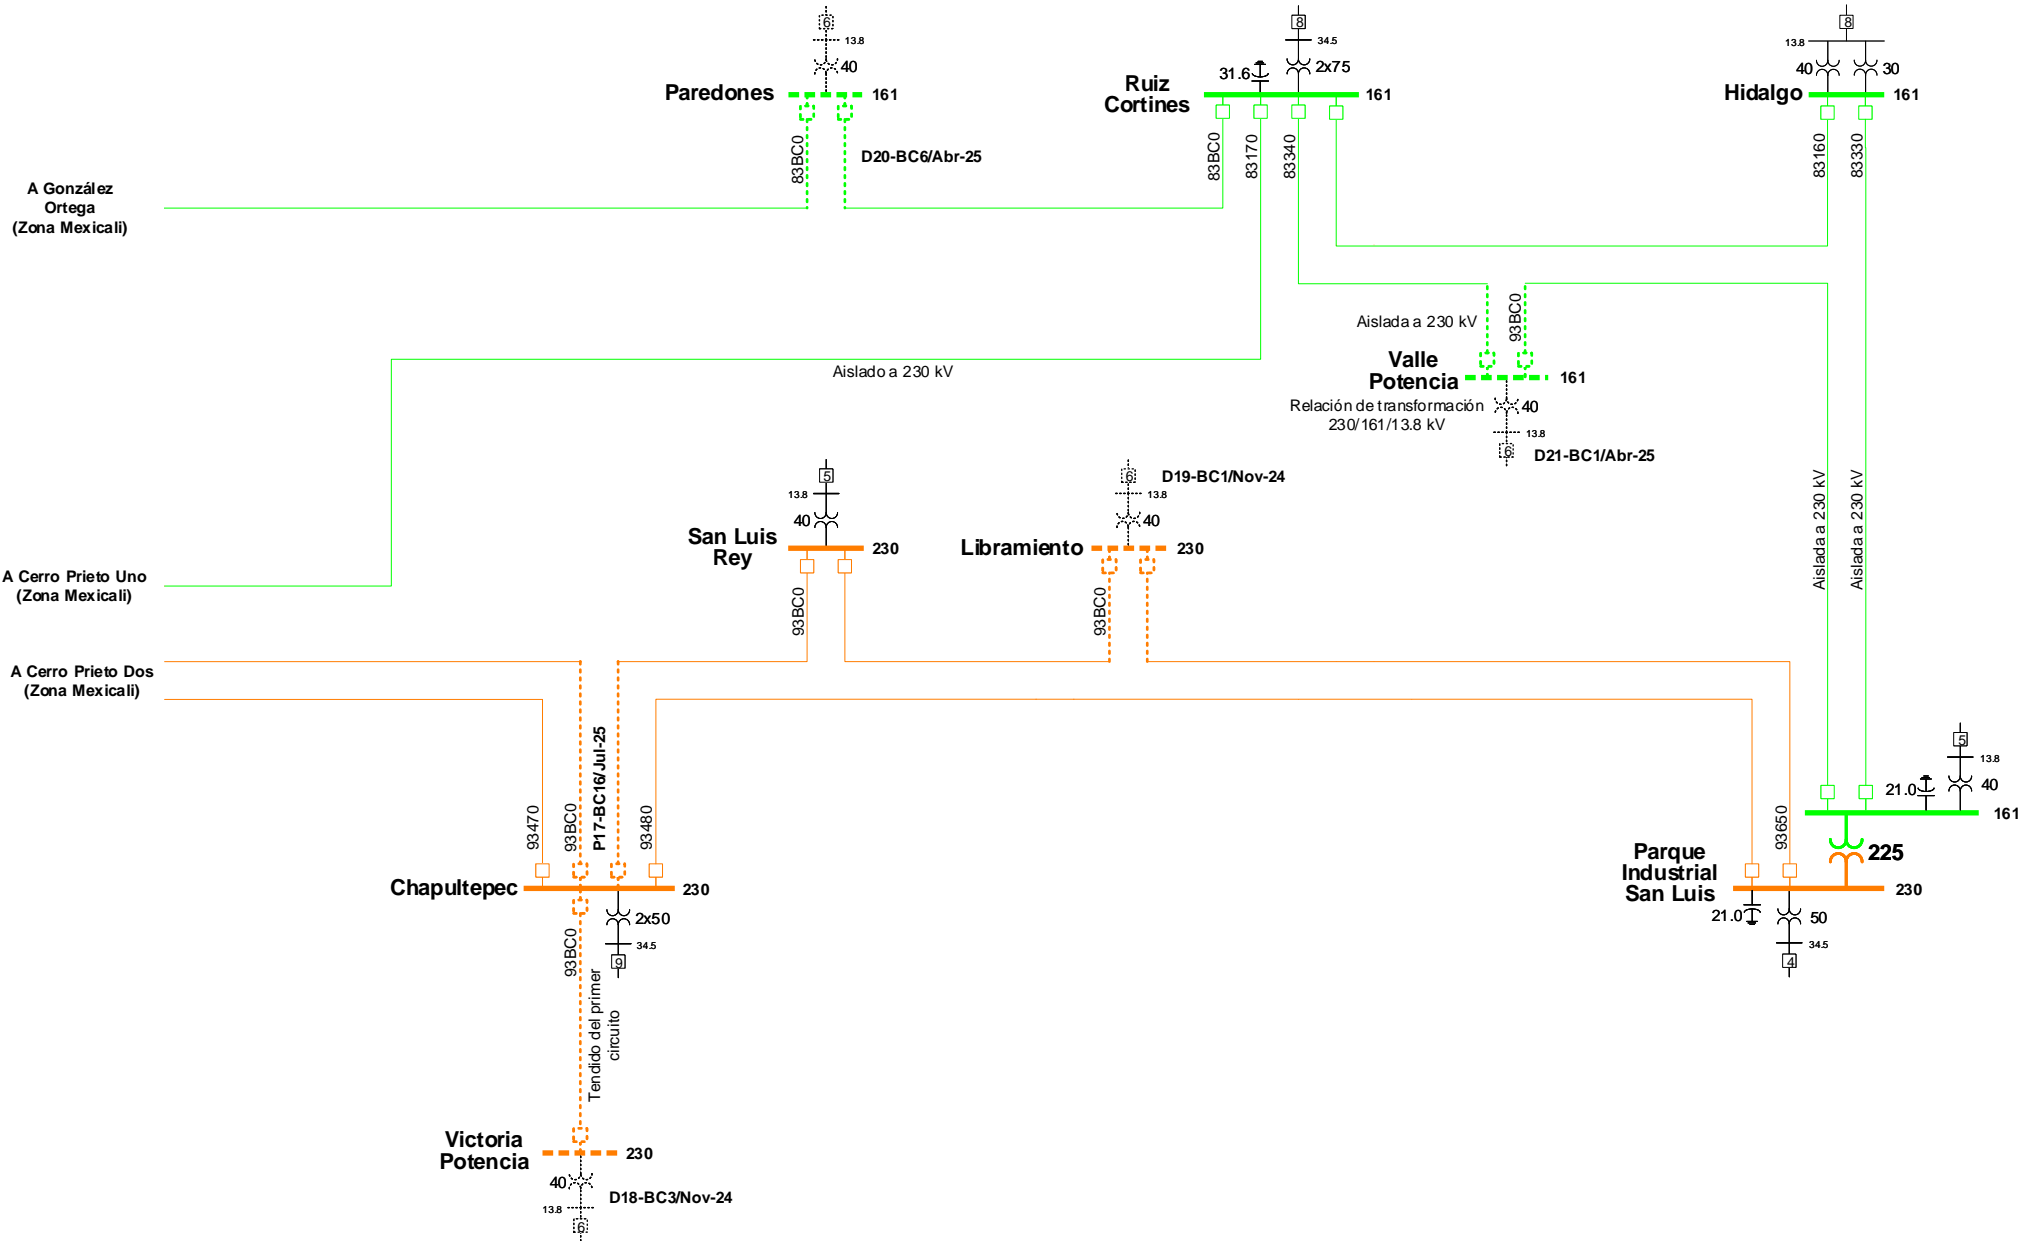 6
13.8
40
Paredones
161
83BC0
D20-BC6/Abr-25
8
34.5
31.6
2x75
Ruiz
Cortines
161
83BC0
83170
83340
8
13.8
40
30
Hidalgo
161
83160
83330
A González
Ortega
(Zona Mexicali)
Aislada a 230 kV
93BC0
Valle
Potencia
161
Relación de transformación
230/161/13.8 kV
40
13.8
6
D21-BC1/Abr-25
Aislado a 230 kV
5
13.8
40
San Luis
Rey
230
93BC0
6
D19-BC1/Nov-24
13.8
40
Libramiento
230
93BC0
Aislada a 230 kV
Aislada a 230 kV
A Cerro Prieto Uno
(Zona Mexicali)
A Cerro Prieto Dos
(Zona Mexicali)
93470
93BC0
P17-BC16/Jul-25
93480
Chapultepec
230
2x50
34.5
9
93BC0
Tendido del primer
circuito
5
13.8
21.0
40
161
225
93650
Parque
Industrial
San Luis
230
21.0
50
34.5
4
Victoria
Potencia
230
40
13.8
D18-BC3/Nov-24
6